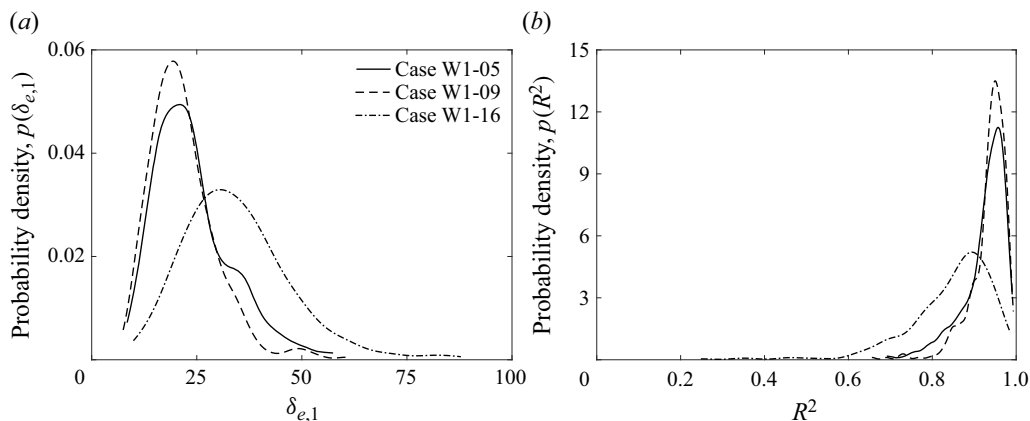 (a)
Probability density, p(δe,1)
0.06
0.04
0.02
0
25
50
75
100
δe,1
Case W1-05
Case W1-09
Case W1-16
(b)
Probability density, p(R²)
15
12
9
6
3
0
0.2
0.4
0.6
0.8
1.0
R²